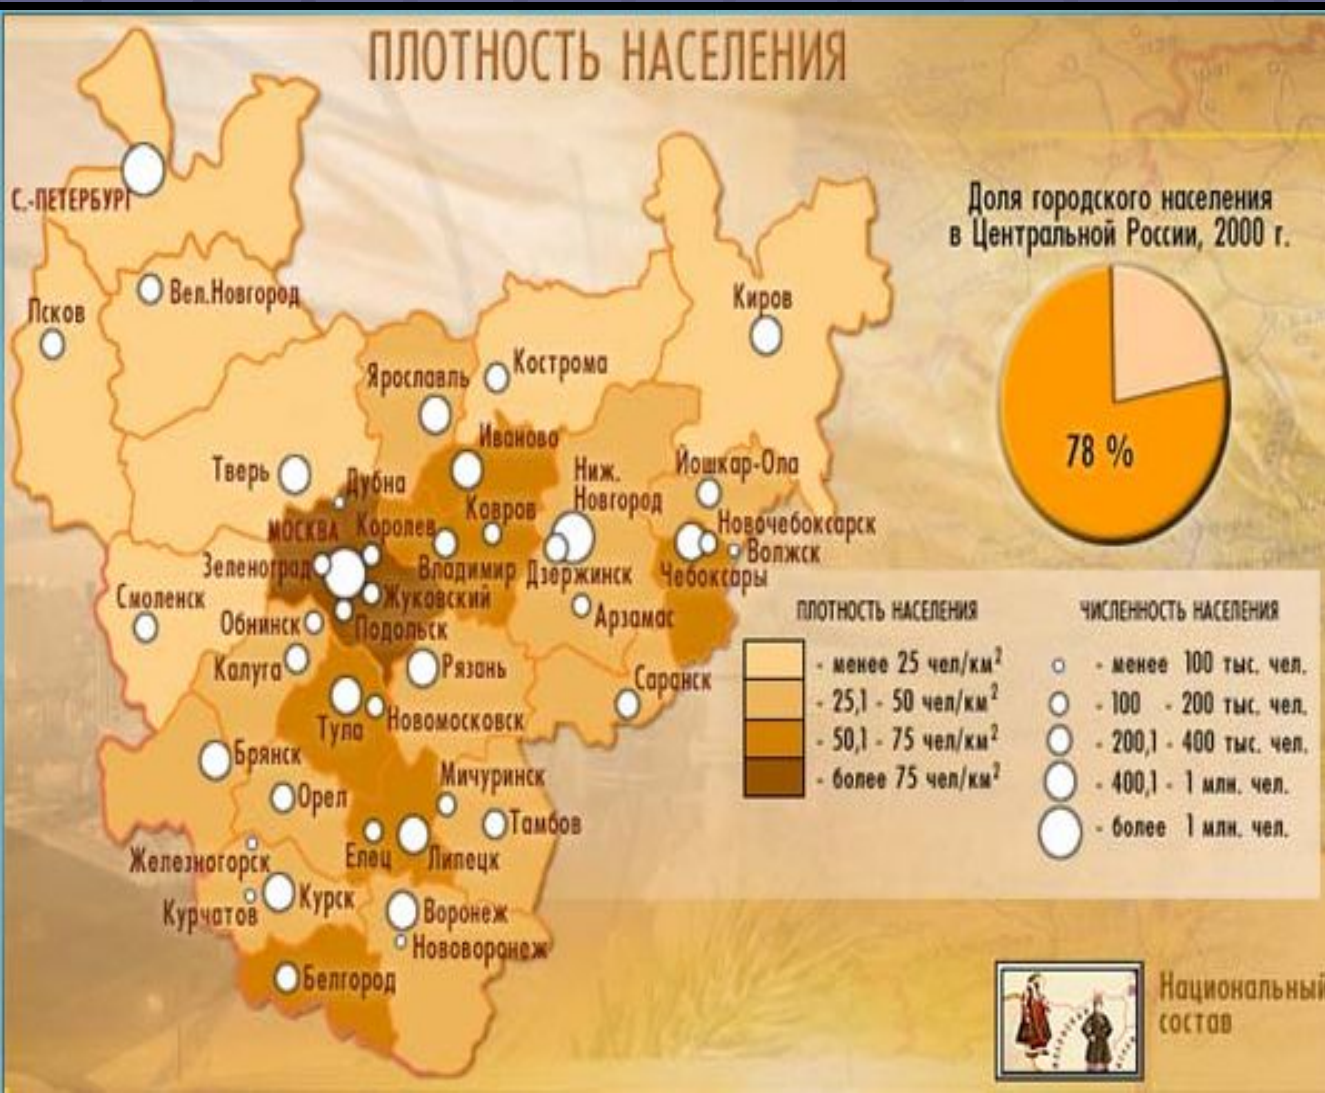 ПЛОТНОСТЬ НАСЕЛЕНИЯ
С.-ПЕТЕРБУРГ
Вел.Новгород
Псков
Киров
Кострома
Ярославль
Иваново
Тверь
Дубна
Ниж.
Новгород
Йошкар-Ола
МОСКВА
Королев
Ковров
Новочебоксарск
Волжск
Зеленоград
Владимир
Дзержинск
Чебоксары
Смоленск
Жуковский
Арзамас
Обнинск
Подольск
Калуга
Рязань
Саранск
Тула
Новомосковск
Брянск
Мичуринск
Орел
Тамбов
Железногорск
Елец
Липецк
Курск
Курчатов
Воронеж
Нововоронеж
Белгород
Доля городского населения
в Центральной России, 2000 г.
78 %
ПЛОТНОСТЬ НАСЕЛЕНИЯ
- менее 25 чел/км²
- 25,1 - 50 чел/км²
- 50,1 - 75 чел/км²
- более 75 чел/км²
ЧИСЛЕННОСТЬ НАСЕЛЕНИЯ
- менее 100 тыс. чел.
- 100 - 200 тыс. чел.
- 200,1 - 400 тыс. чел.
- 400,1 - 1 млн. чел.
- более 1 млн. чел.
Национальный
состав